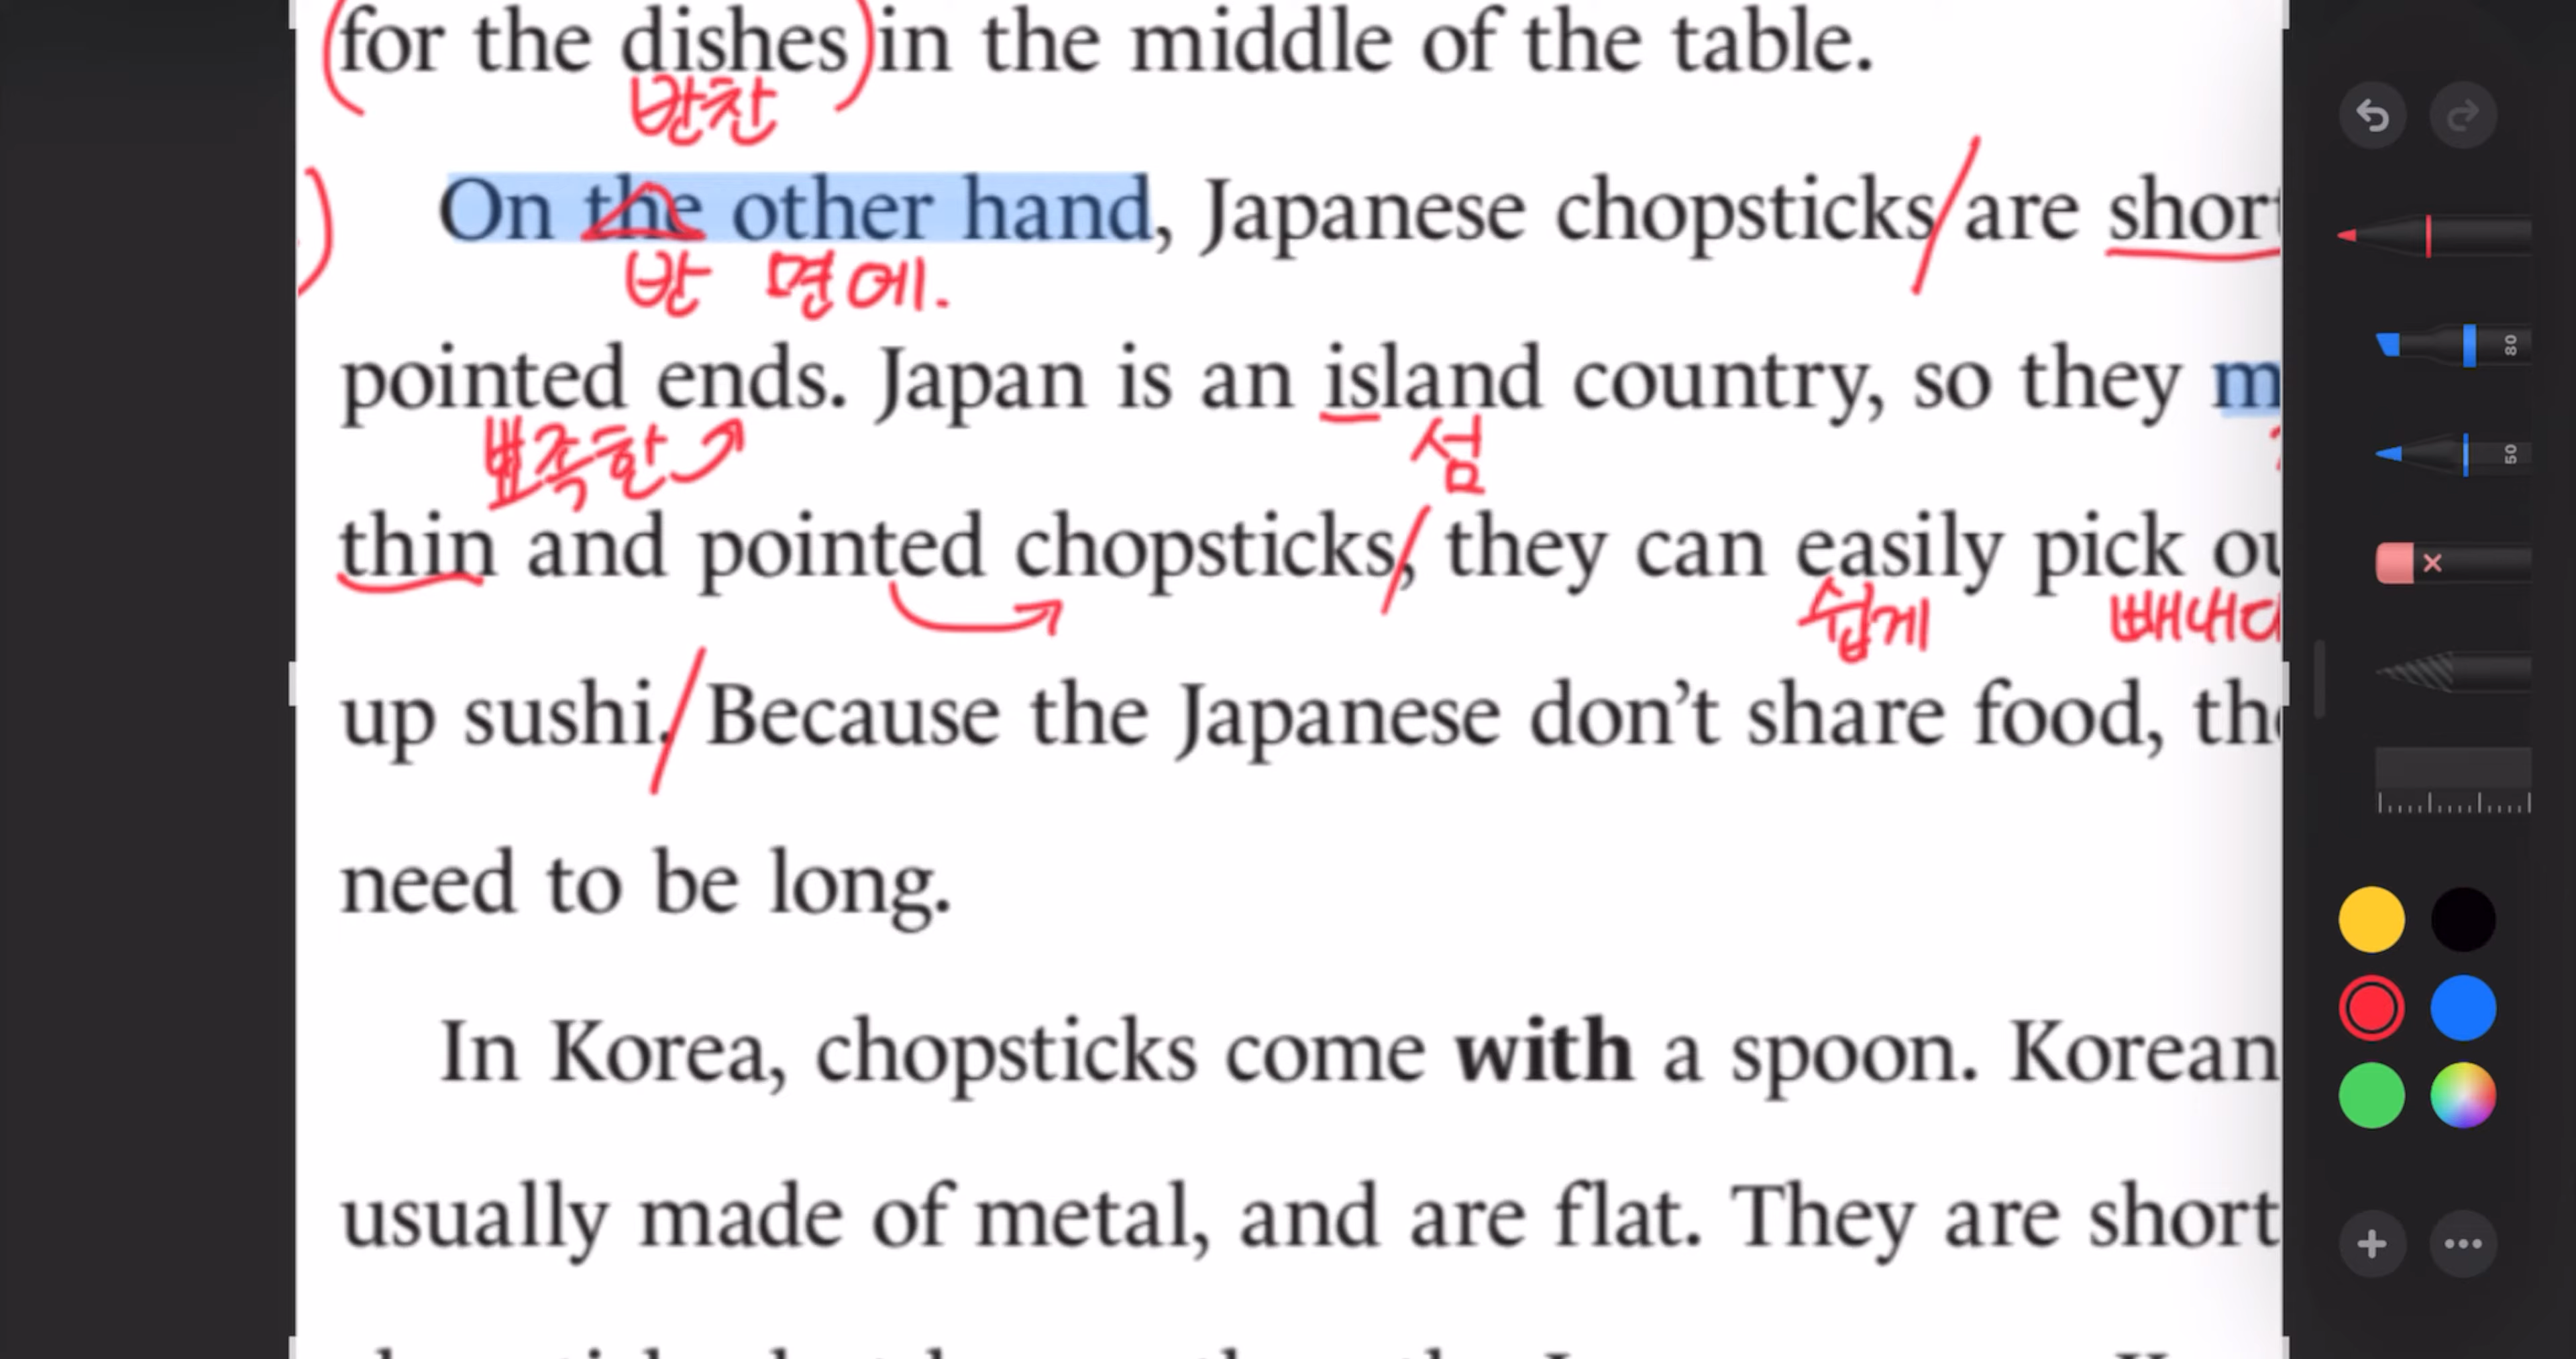 for the dishes in the middle of the table.
반찬
On the other hand, Japanese chopsticks are short
반 면에.
pointed ends. Japan is an island country, so they
뾰족한 섬
thin and pointed chopsticks, they can easily pick
쉽게 빼내다
up sushi. Because the Japanese don’t share food,
need to be long.
In Korea, chopsticks come with a spoon. Korean
usually made of metal, and are flat. They are short
80
50